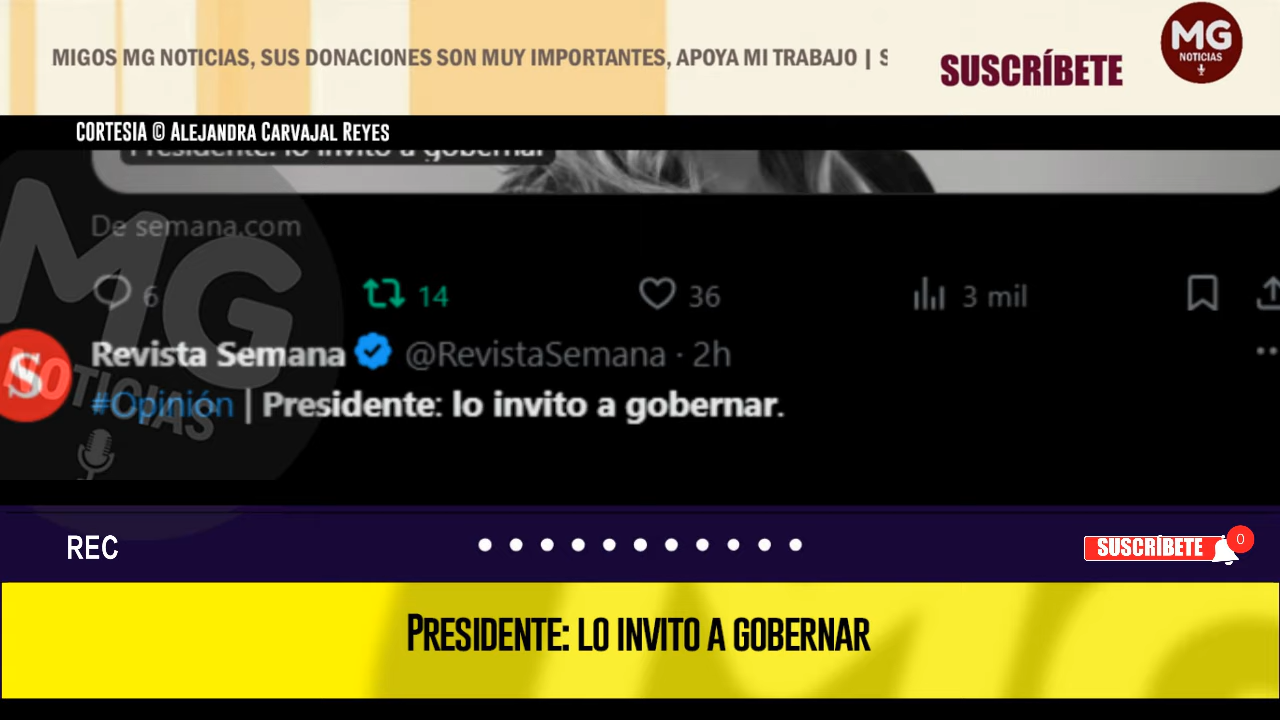 MIGOS MG NOTICIAS, SUS DONACIONES SON MUY IMPORTANTES, APOYA MI TRABAJO | S
SUSCRÍBETE
MG
NOTICIAS
CORTESIA © ALEJANDRA CARVAJAL REYES
Presidente: lo invito a gobernar
De semana.com
6 14 36 3 mil
MG
NOTICIAS
S
Revista Semana @RevistaSemana · 2h
#Opinión | Presidente: lo invito a gobernar.
REC
SUSCRÍBETE 0
PRESIDENTE: LO INVITO A GOBERNAR